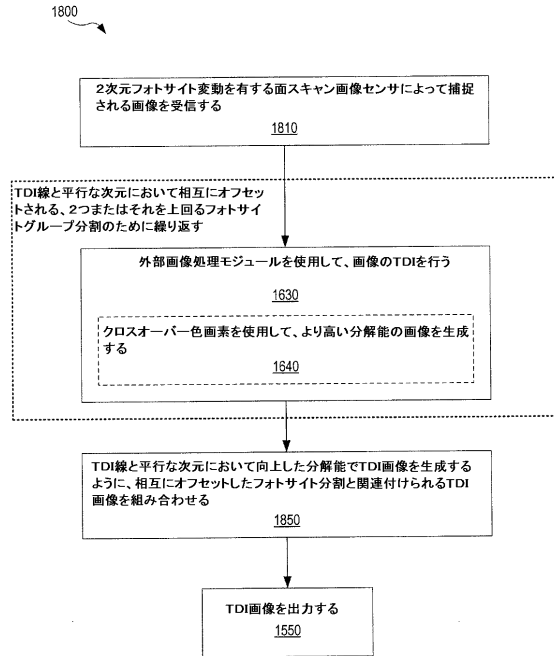 1800
2次元フォトサイト変動を有する面スキャン画像センサによって捕捉
される画像を受信する
1810
TDI線と平行な次元において相互にオフセッ
トされる、2つまたはそれを上回るフォトサイ
トグループ分割のために繰り返す
外部画像処理モジュールを使用して、画像のTDIを行う
1630
クロスオーバー色画素を使用して、より高い分解能の画像を生成
する
1640
TDI線と平行な次元において向上した分解能でTDI画像を生成する
ように、相互にオフセットしたフォトサイト分割と関連付けられるTDI
画像を組み合わせる
1850
TDI画像を出力する
1550